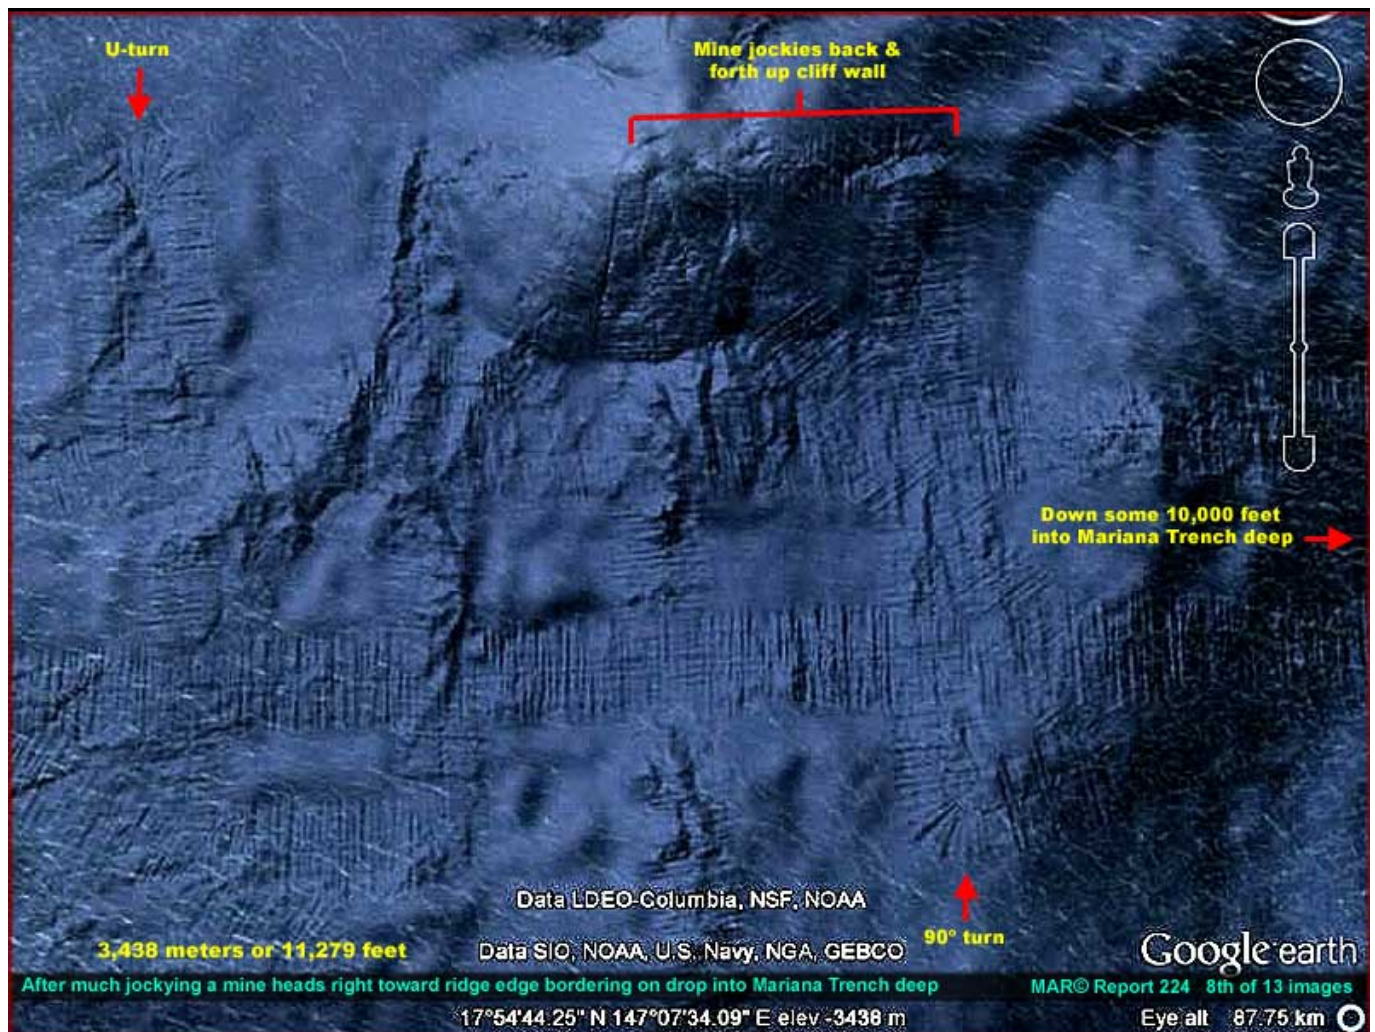 U-turn
Mine jockies back &
forth up cliff wall
Down some 10,000 feet
into Mariana Trench deep
Data LDEO-Columbia, NSF, NOAA
90° turn
3,438 meters or 11,279 feet
Data SIO, NOAA, U.S. Navy, NGA, GEBCO
Google earth
After much jockying a mine heads right toward ridge edge bordering on drop into Mariana Trench deep
MAR© Report 224 8th of 13 images
17°54'44.25" N 147°07'34.09" E elev -3438 m
Eye alt 87.75 km